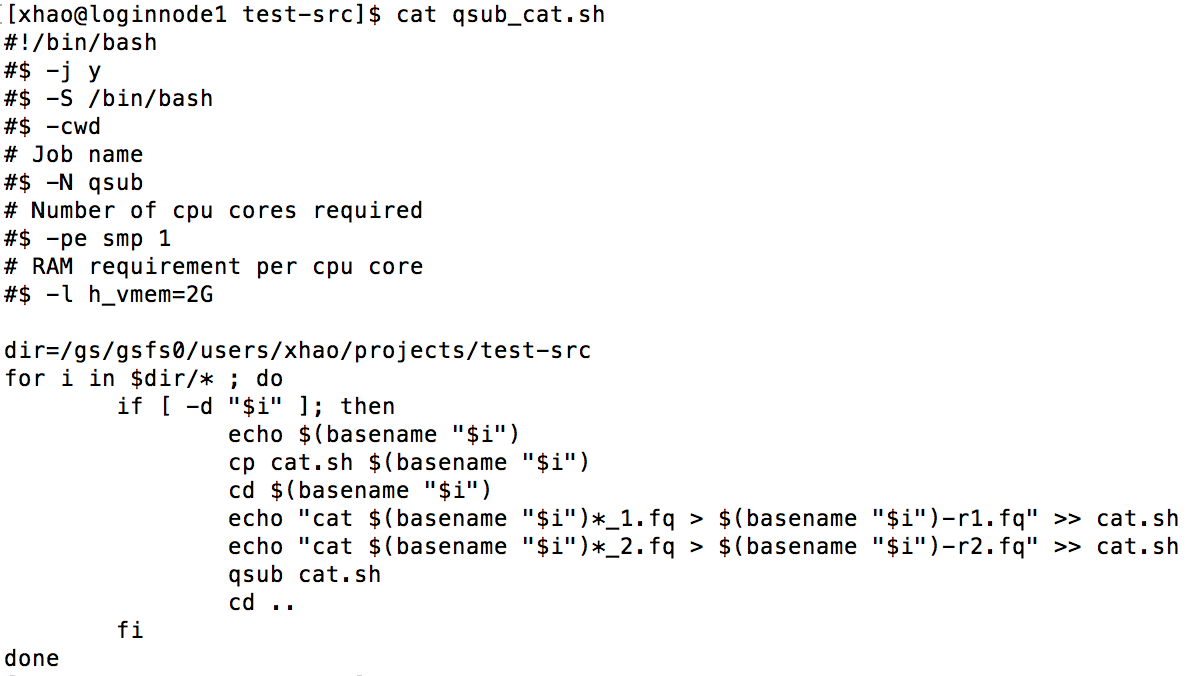 [[xhao@loginnode1 test-src]$ cat qsub_cat.sh
#!/bin/bash
#$ -j y
#$ -S /bin/bash
#$ -cwd
# Job name
#$ -N qsub
# Number of cpu cores required
#$ -pe smp 1
# RAM requirement per cpu core
#$ -l h_vmem=2G

dir=/gs/gsfs0/users/xhao/projects/test-src
for i in $dir/* ; do
        if [ -d "$i" ]; then
                echo $(basename "$i")
                cp cat.sh $(basename "$i")
                cd $(basename "$i")
                echo "cat $(basename "$i")*_1.fq > $(basename "$i")-r1.fq" >> cat.sh
                echo "cat $(basename "$i")*_2.fq > $(basename "$i")-r2.fq" >> cat.sh
                qsub cat.sh
                cd ..
        fi
done